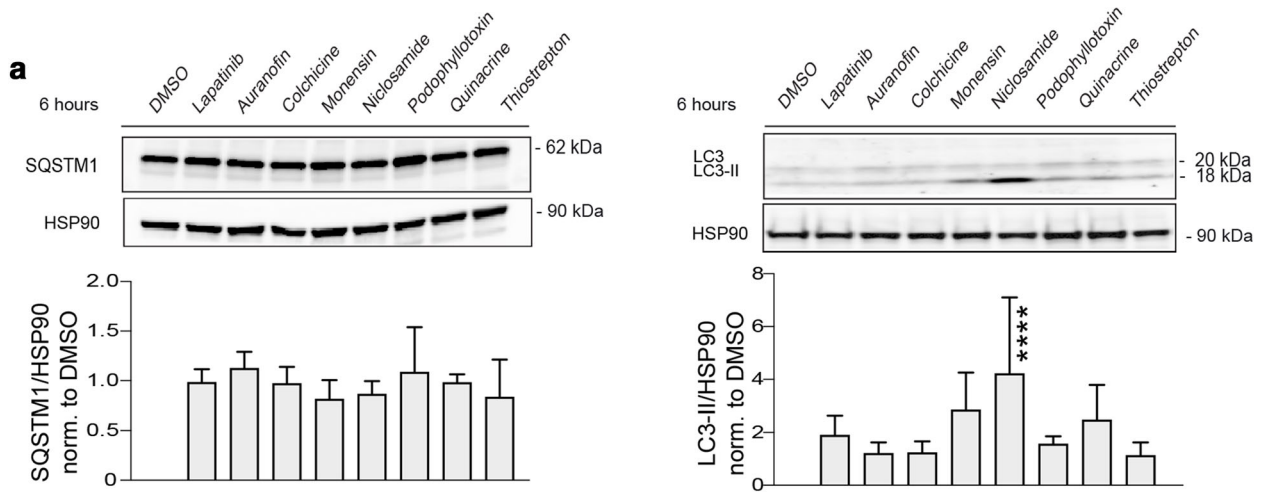 a
6 hours
DMSO
Lapatinib
Auranofin
Colchicine
Monensin
Niclosamide
Podophyllotoxin
Quinacrine
Thiostrepton
SQSTM1
- 62 kDa
HSP90
- 90 kDa
SQSTM1/HSP90
norm. to DMSO
2.0
1.5
1.0
0.5
0
6 hours
DMSO
Lapatinib
Auranofin
Colchicine
Monensin
Niclosamide
Podophyllotoxin
Quinacrine
Thiostrepton
LC3
LC3-II
- 20 kDa
- 18 kDa
HSP90
- 90 kDa
LC3-II/HSP90
norm. to DMSO
8
6
4
2
0
****